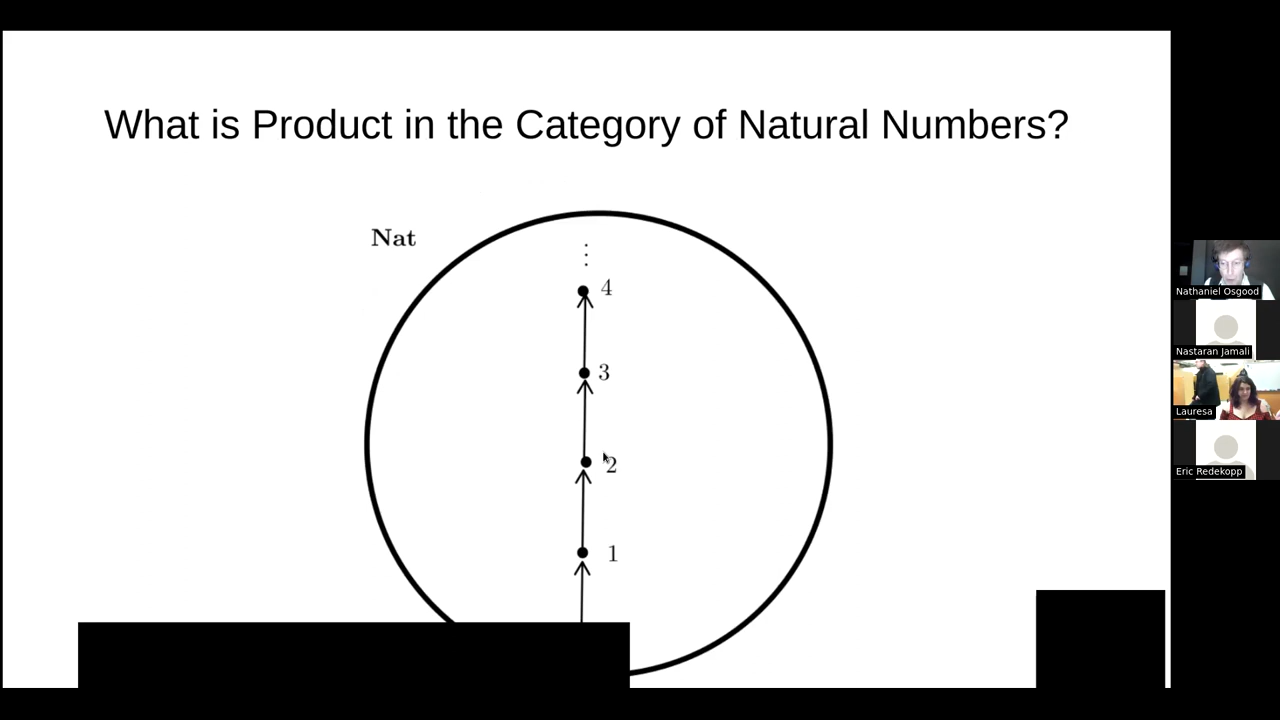 What is Product in the Category of Natural Numbers?
Nat
⋮
4
3
2
1
Nathaniel Osgood
Nastaran Jamali
Lauresa
Eric Redekopp